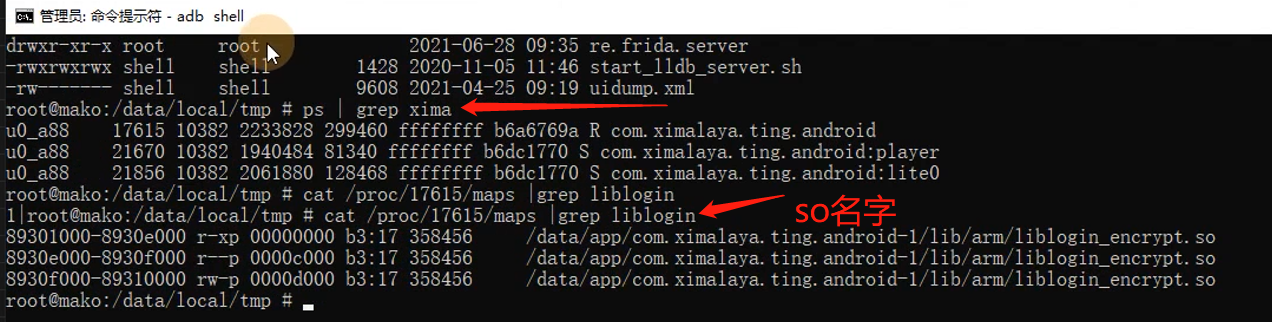 管理员: 命令提示符 - adb shell
drwxr-xr-x root root 2021-06-28 09:35 re.frida.server
-rwxrwxrwx shell shell 1428 2020-11-05 11:46 start_lldb_server.sh
-rw------- shell shell 9608 2021-04-25 09:19 uidump.xml
root@mako:/data/local/tmp # ps | grep xima
u0_a88 17615 10382 2233828 299460 ffffffff b6a6769a R com.ximalaya.ting.android
u0_a88 21670 10382 1940484 81340 ffffffff b6dc1770 S com.ximalaya.ting.android:player
u0_a88 21856 10382 2061880 128468 ffffffff b6dc1770 S com.ximalaya.ting.android:lite0
root@mako:/data/local/tmp # cat /proc/17615/maps |grep liblogin
1|root@mako:/data/local/tmp # cat /proc/17615/maps |grep liblogin
so名字
89301000-8930e000 r-xp 00000000 b3:17 358456 /data/app/com.ximalaya.ting.android-1/lib/arm/liblogin_encrypt.so
8930e000-8930f000 r--p 0000c000 b3:17 358456 /data/app/com.ximalaya.ting.android-1/lib/arm/liblogin_encrypt.so
8930f000-89310000 rw-p 0000d000 b3:17 358456 /data/app/com.ximalaya.ting.android-1/lib/arm/liblogin_encrypt.so
root@mako:/data/local/tmp #